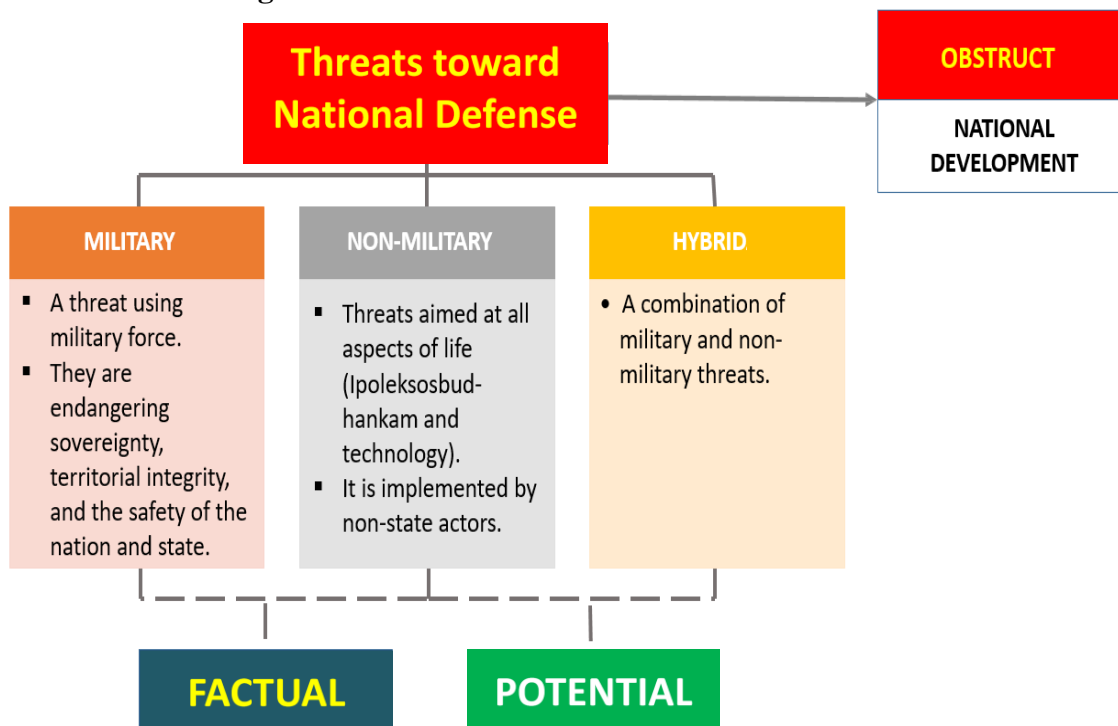 Threats toward
National Defense
OBSTRUCT
NATIONAL
DEVELOPMENT
MILITARY
▪ A threat using
military force.
▪ They are
endangering
sovereignty,
territorial integrity,
and the safety of the
nation and state.
NON-MILITARY
▪ Threats aimed at all
aspects of life
(Ipoleksosbud-
hankam and
technology).
▪ It is implemented by
non-state actors.
HYBRID
• A combination of
military and non-
military threats.
FACTUAL
POTENTIAL